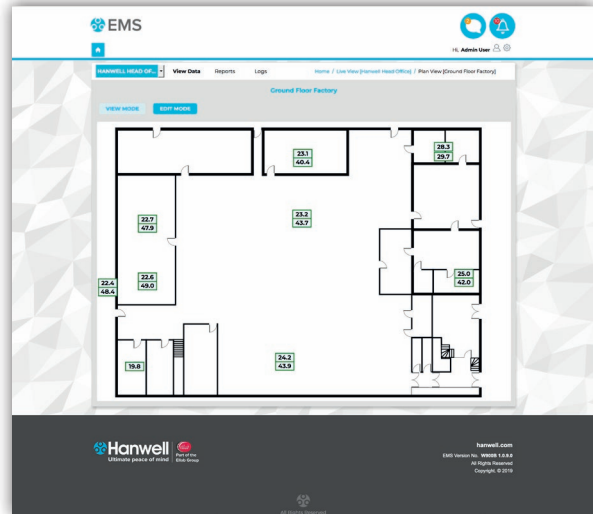 EMS
Hi, Admin User
HANWELL HEAD OF... View Data Reports Logs Home / Live View [Hanwell Head Office] / Plan View [Ground Floor Factory]
Ground Floor Factory
VIEW MODE EDIT MODE
23.1
40.4
28.3
29.7
22.7
47.9
23.2
43.7
22.6
49.0
22.4
48.4
25.0
42.0
19.8
24.2
43.9
Hanwell
Ultimate peace of mind
Part of the
Ellab Group
hanwell.com
EMS Version No. W900S 1.0.9.0
All Rights Reserved
Copyright, © 2019
All Rights Reserved